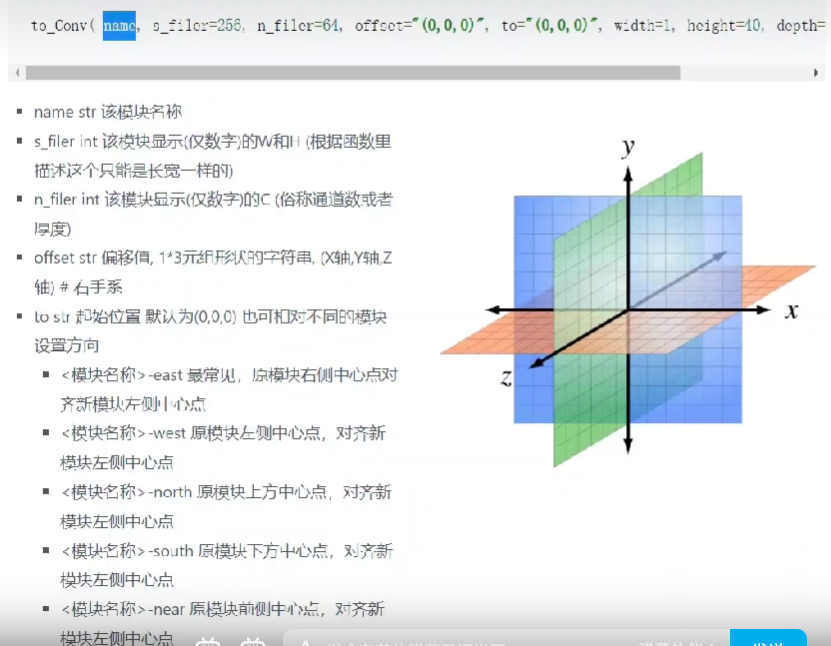 to_Conv( name, s_filer=256, n_filer=64, offset="(0,0,0)", to="(0,0,0)", width=1, height=40, depth=
name str 该模块名称
s_filer int 该模块显示(仅数字)的W和H (根据函数里
描述这个只能是长宽一样的)
n_filer int 该模块显示(仅数字)的C (俗称通道数或者
厚度)
offset str 偏移值, 1*3元组形状的字符串, (X轴,Y轴,Z
轴) # 右手系
to str 起始位置 默认为(0,0,0) 也可相对不同的模块
设置方向
<模块名称>-east 最常见，原模块右侧中心点对
齐新模块左侧中心点
<模块名称>-west 原模块左侧中心点，对齐新
模块左侧中心点
<模块名称>-north 原模块上方中心点，对齐新
模块左侧中心点
<模块名称>-south 原模块下方中心点，对齐新
模块左侧中心点
<模块名称>-near 原模块前侧中心点，对齐新
模块左侧中心点
y
x
z